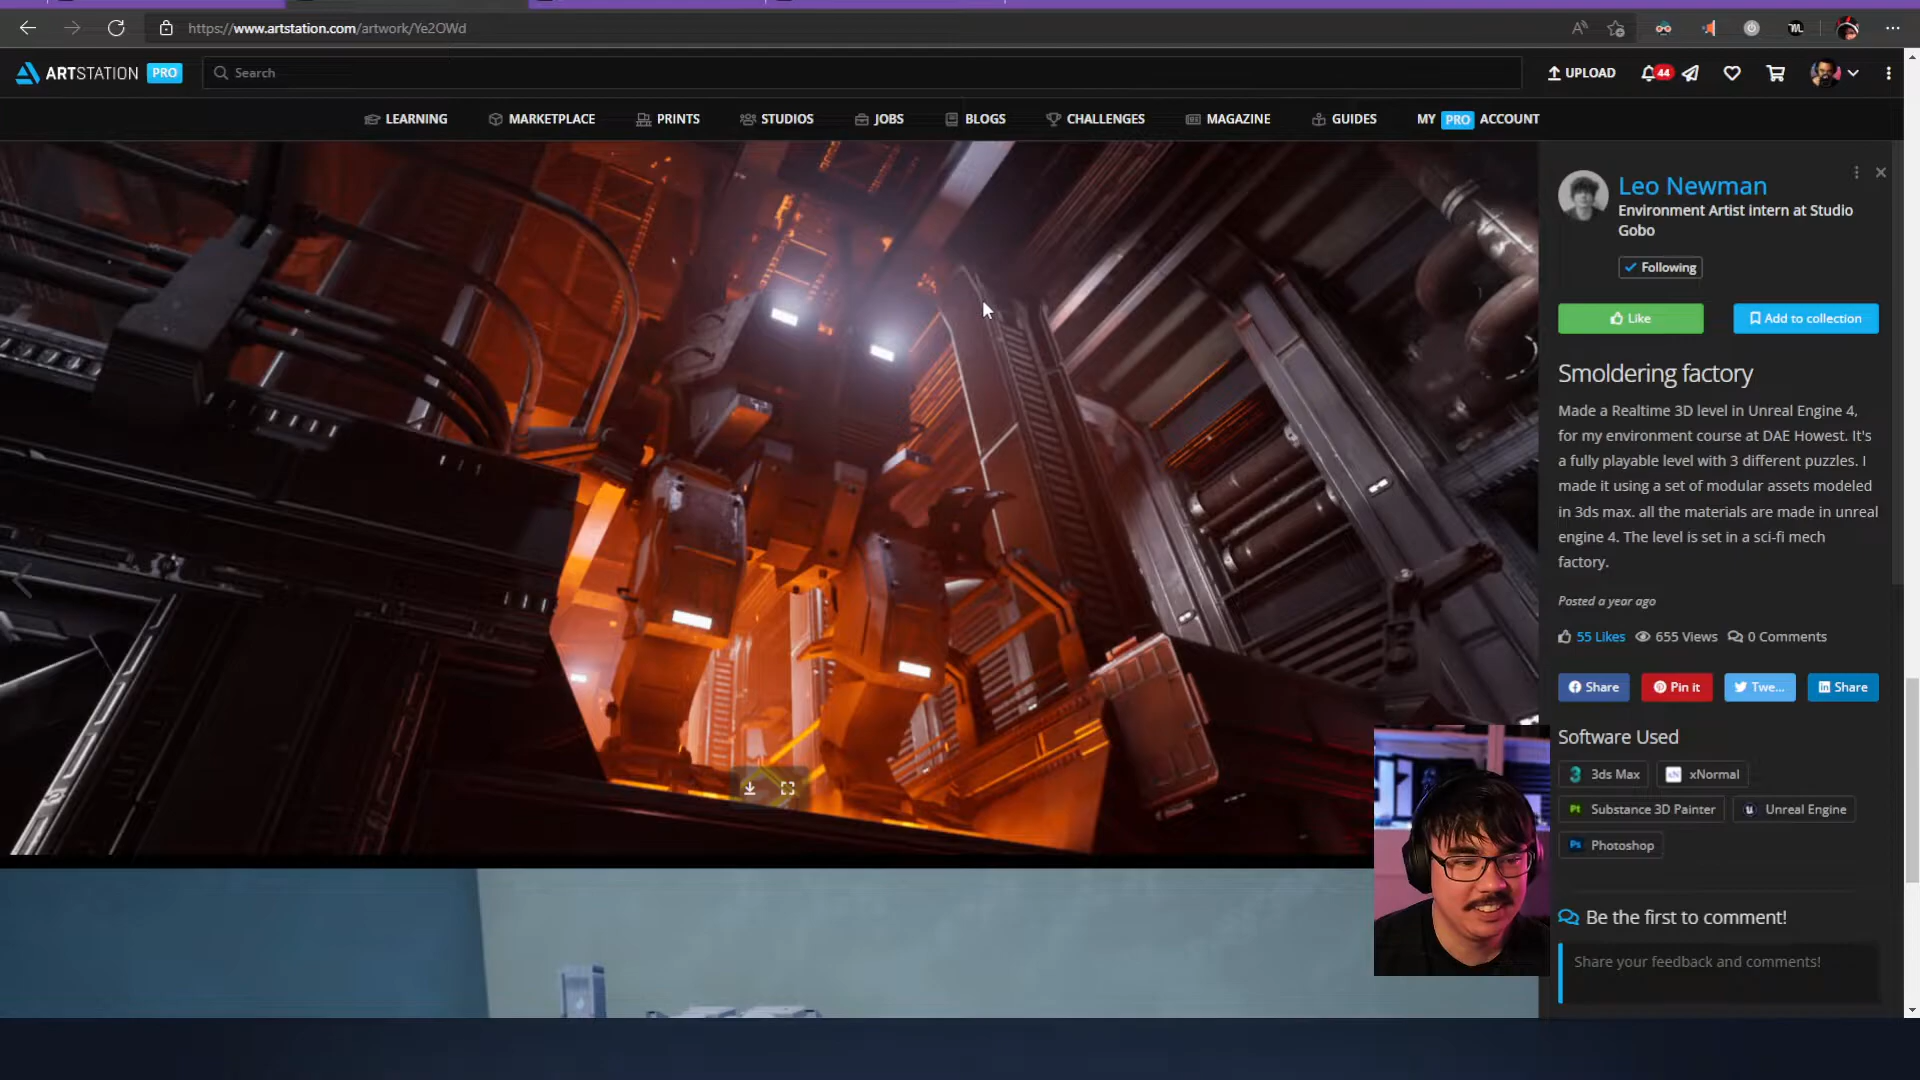 https://www.artstation.com/artwork/Ye2OWd
ARTSTATION PRO
Search
UPLOAD
44
LEARNING
MARKETPLACE
PRINTS
STUDIOS
JOBS
BLOGS
CHALLENGES
MAGAZINE
GUIDES
MY PRO ACCOUNT
Leo Newman
Environment Artist intern at Studio
Gobo
Following
Like
Add to collection
Smoldering factory
Made a Realtime 3D level in Unreal Engine 4,
for my environment course at DAE Howest. It's
a fully playable level with 3 different puzzles. I
made it using a set of modular assets modeled
in 3ds max. all the materials are made in unreal
engine 4. The level is set in a sci-fi mech
factory.
Posted a year ago
55 Likes 655 Views 0 Comments
Share
Pin it
Twe...
Share
Software Used
3ds Max
xN xNormal
Pt Substance 3D Painter
Unreal Engine
Ps Photoshop
Be the first to comment!
Share your feedback and comments!